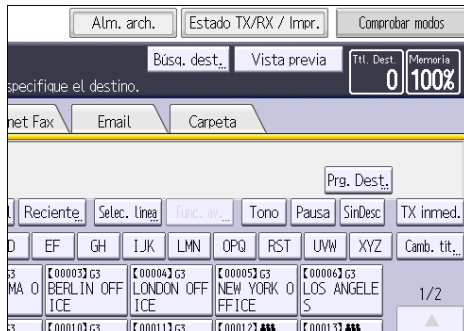 Alm. arch. Estado TX/RX / Impr. Comprobar modos
Búsq. dest. Vista previa Ttl. Dest. Memoria
specifique el destino. 0 100%
net Fax Email Carpeta
Prg. Dest.
Reciente Selec. línea Func. av. Tono Pausa SinDesc TX inmed.
D EF GH IJK LMN OPQ RST UVW XYZ Camb. tit.
G3 [00003]G3 [00004]G3 [00005]G3 [00006]G3
MA O BERLIN OFF LONDON OFF NEW YORK O LOS ANGELE
ICE ICE FFICE S 1/2
G3 [00010]G3 [00011]G3 [00012] [00013]